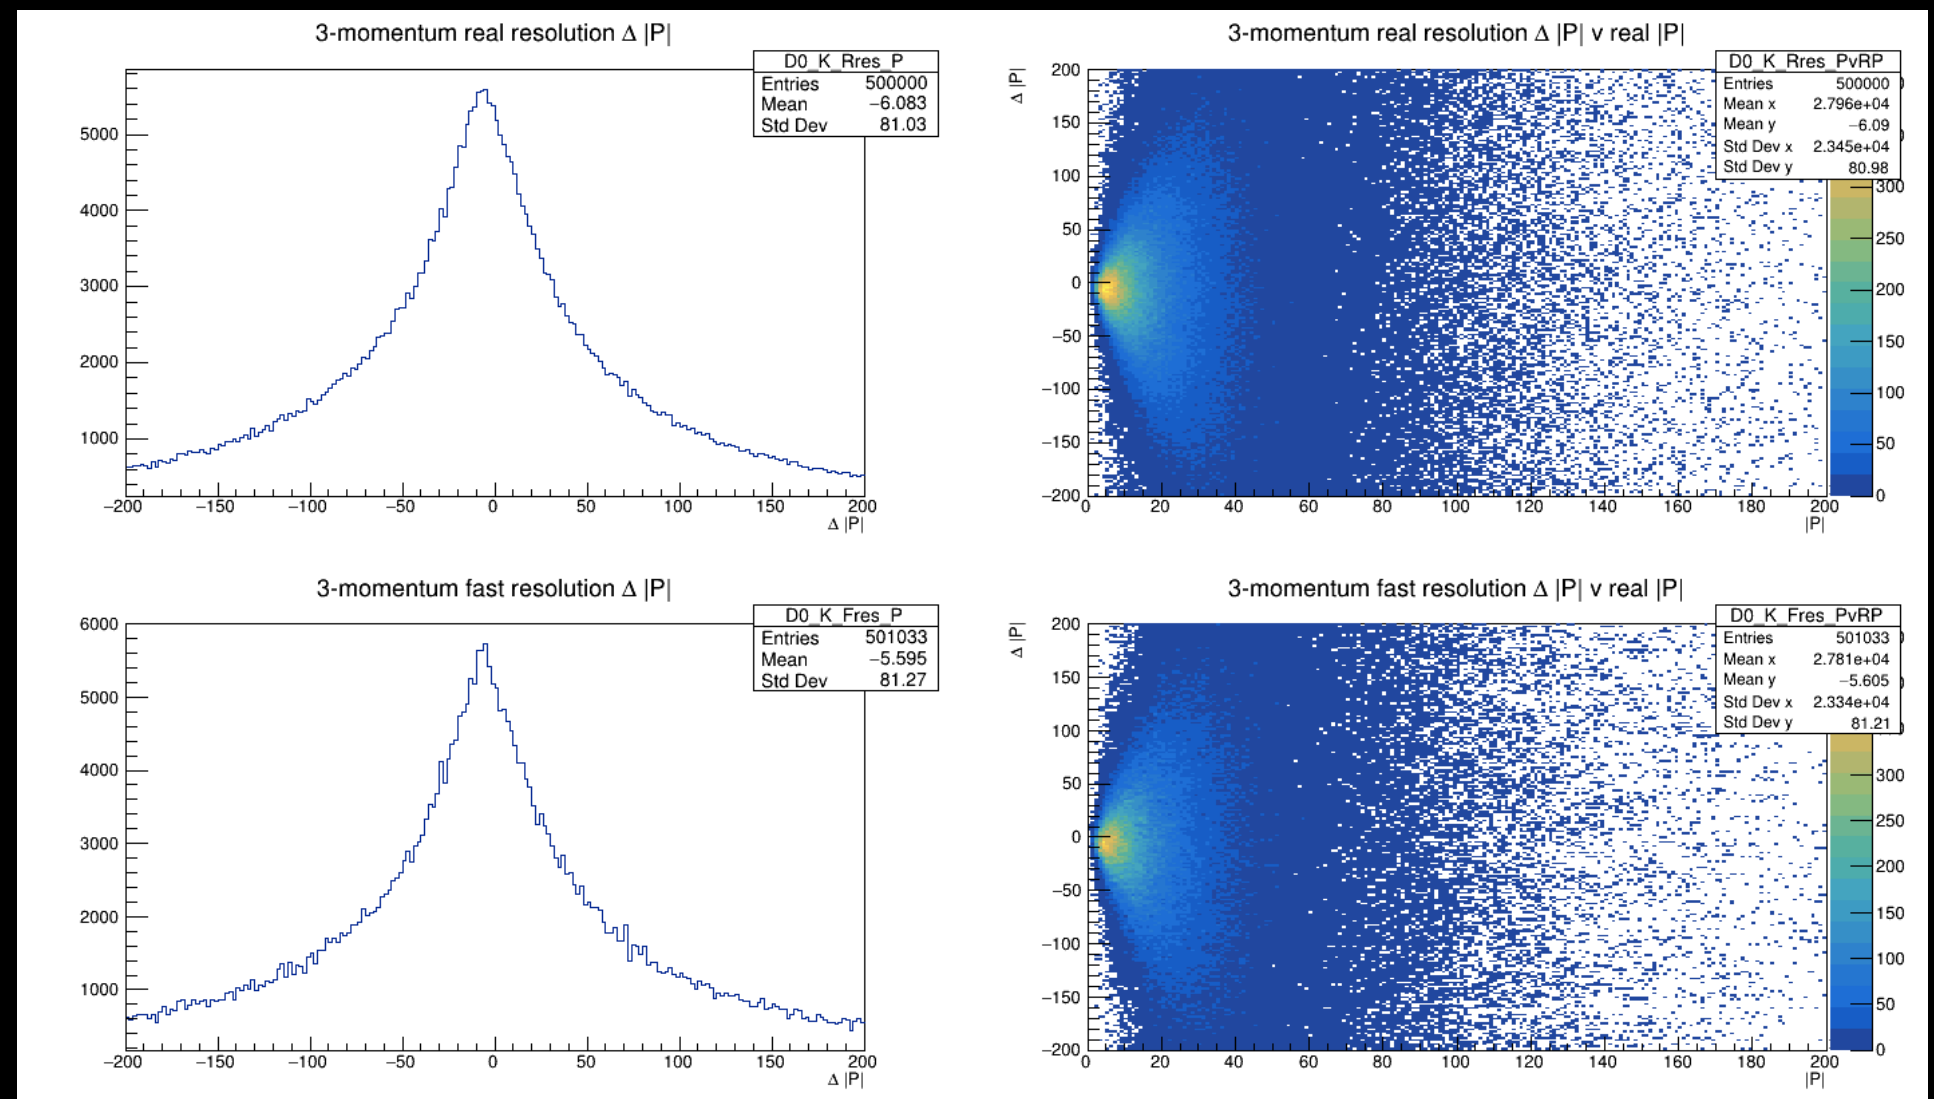 3-momentum real resolution Δ |P|
D0_K_Rres_P
Entries 500000
Mean −6.083
Std Dev 81.03
5000
4000
3000
2000
1000
−200 −150 −100 −50 0 50 100 150 200
Δ |P|
3-momentum real resolution Δ |P| v real |P|
D0_K_Rres_PvRP
Entries 500000
Mean x 2.796e+04
Mean y −6.09
Std Dev x 2.345e+04
Std Dev y 80.98
Δ |P|
200
150
100
50
0
−50
−100
−150
−200
0 20 40 60 80 100 120 140 160 180 200
|P|
300
250
200
150
100
50
0
3-momentum fast resolution Δ |P|
D0_K_Fres_P
Entries 501033
Mean −5.595
Std Dev 81.27
6000
5000
4000
3000
2000
1000
−200 −150 −100 −50 0 50 100 150 200
Δ |P|
3-momentum fast resolution Δ |P| v real |P|
D0_K_Fres_PvRP
Entries 501033
Mean x 2.781e+04
Mean y −5.605
Std Dev x 2.334e+04
Std Dev y 81.21
Δ |P|
200
150
100
50
0
−50
−100
−150
−200
0 20 40 60 80 100 120 140 160 180 200
|P|
300
250
200
150
100
50
0